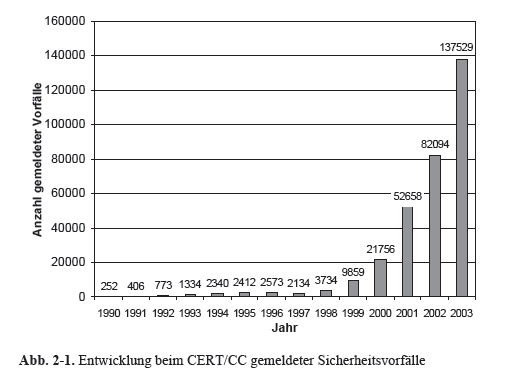 160000
140000
120000
100000
80000
60000
40000
20000
0
Anzahl gemeldeter Vorfälle
252 406 773 1334 2340 2412 2573 2134 3734 9859 21756 52658 82094 137529
1990 1991 1992 1993 1994 1995 1996 1997 1998 1999 2000 2001 2002 2003
Jahr
Abb. 2-1. Entwicklung beim CERT/CC gemeldeter Sicherheitsvorfälle